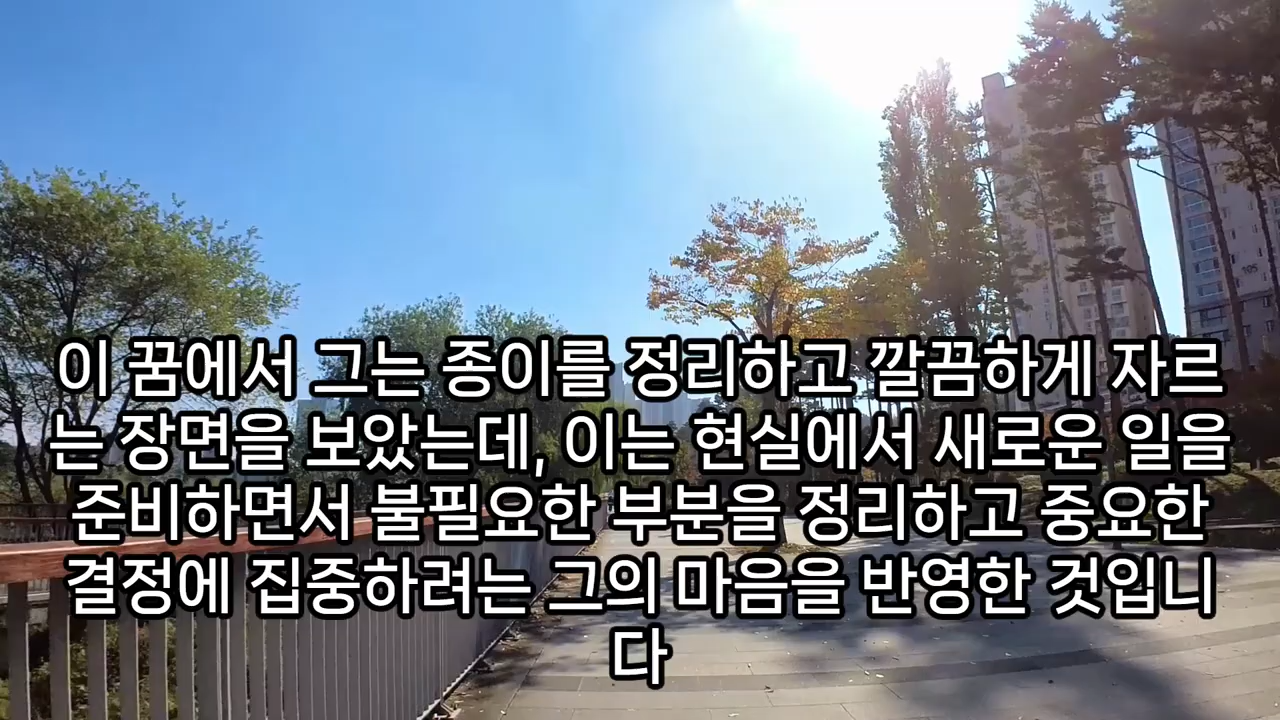 이 꿈에서 그는 종이를 정리하고 깔끔하게 자르
는 장면을 보았는데, 이는 현실에서 새로운 일을
준비하면서 불필요한 부분을 정리하고 중요한
결정에 집중하려는 그의 마음을 반영한 것입니
다
105